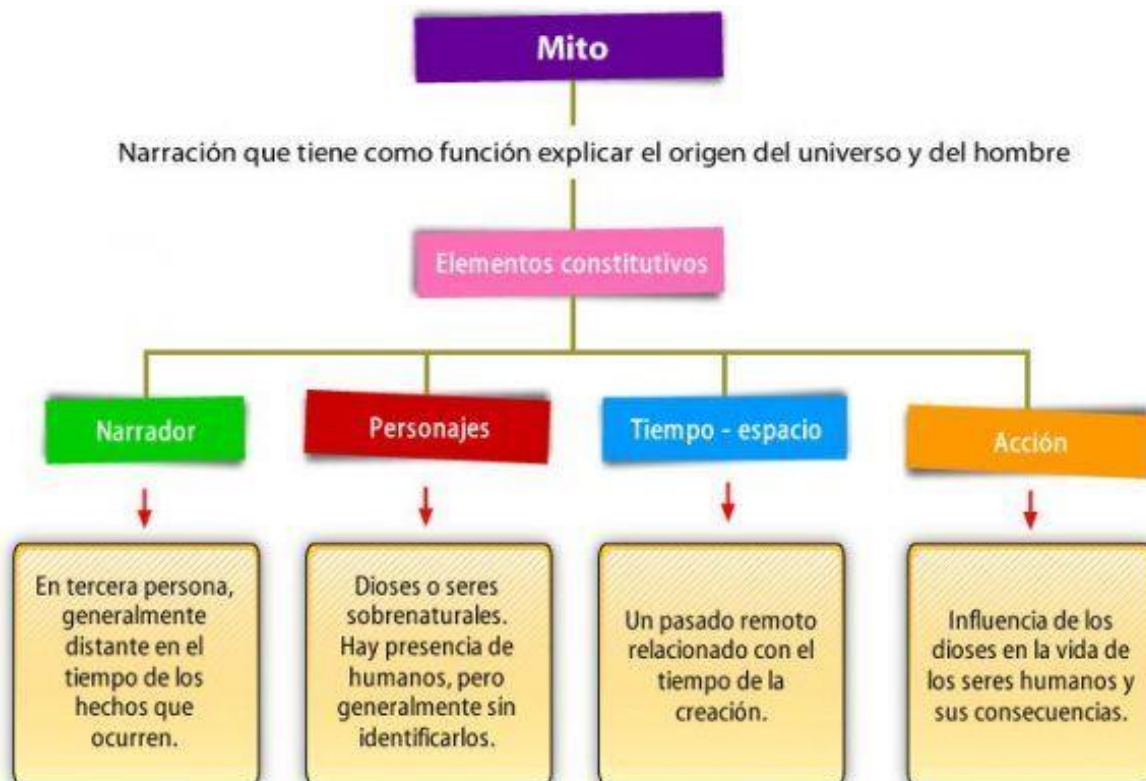 Mito
Narración que tiene como función explicar el origen del universo y del hombre
Elementos constitutivos
Narrador
Personajes
Tiempo - espacio
Acción
En tercera persona,
generalmente
distante en el
tiempo de los
hechos que
ocurren.
Dioses o seres
sobrenaturales.
Hay presencia de
humanos, pero
generalmente sin
identificarlos.
Un pasado remoto
relacionado con el
tiempo de la
creación.
Influencia de los
dioses en la vida de
los seres humanos y
sus consecuencias.